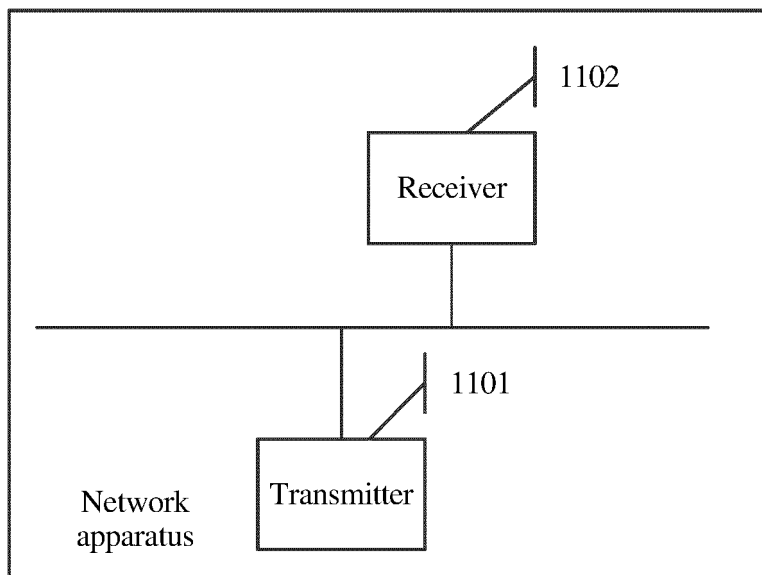 1102
Receiver
1101
Transmitter
Network
apparatus